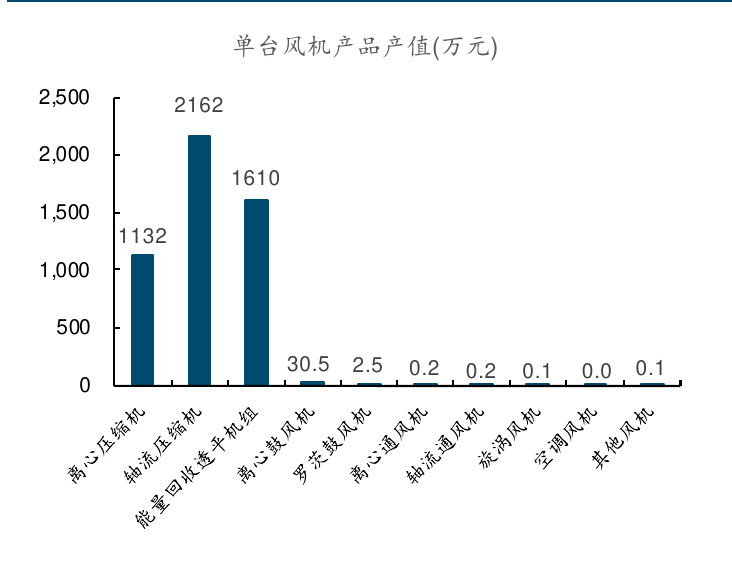 单台风机产品产值(万元)
2,500
2,000
1,500
1,000
500
0
1132
2162
1610
30.5
2.5
0.2
0.2
0.1
0.0
0.1
离心压缩机
轴流压缩机
能量回收透平机组
离心鼓风机
罗茨鼓风机
离心通风机
轴流通风机
旋涡风机
空调风机
其他风机